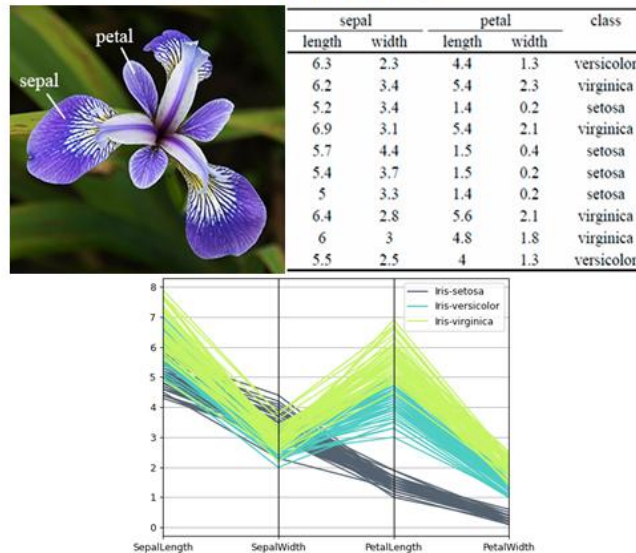 petal
sepal
sepal petal class
length width length width
6.3 2.3 4.4 1.3 versicolor
6.2 3.4 5.4 2.3 virginica
5.2 3.4 1.4 0.2 setosa
6.9 3.1 5.4 2.1 virginica
5.7 4.4 1.5 0.4 setosa
5.4 3.7 1.5 0.2 setosa
5 3.3 1.4 0.2 setosa
6.4 2.8 5.6 2.1 virginica
6 3 4.8 1.8 virginica
5.5 2.5 4 1.3 versicolor
8
Iris-setosa
Iris-versicolor
Iris-virginica
7
6
5
4
3
2
1
0
SepalLength SepalWidth PetalLength PetalWidth